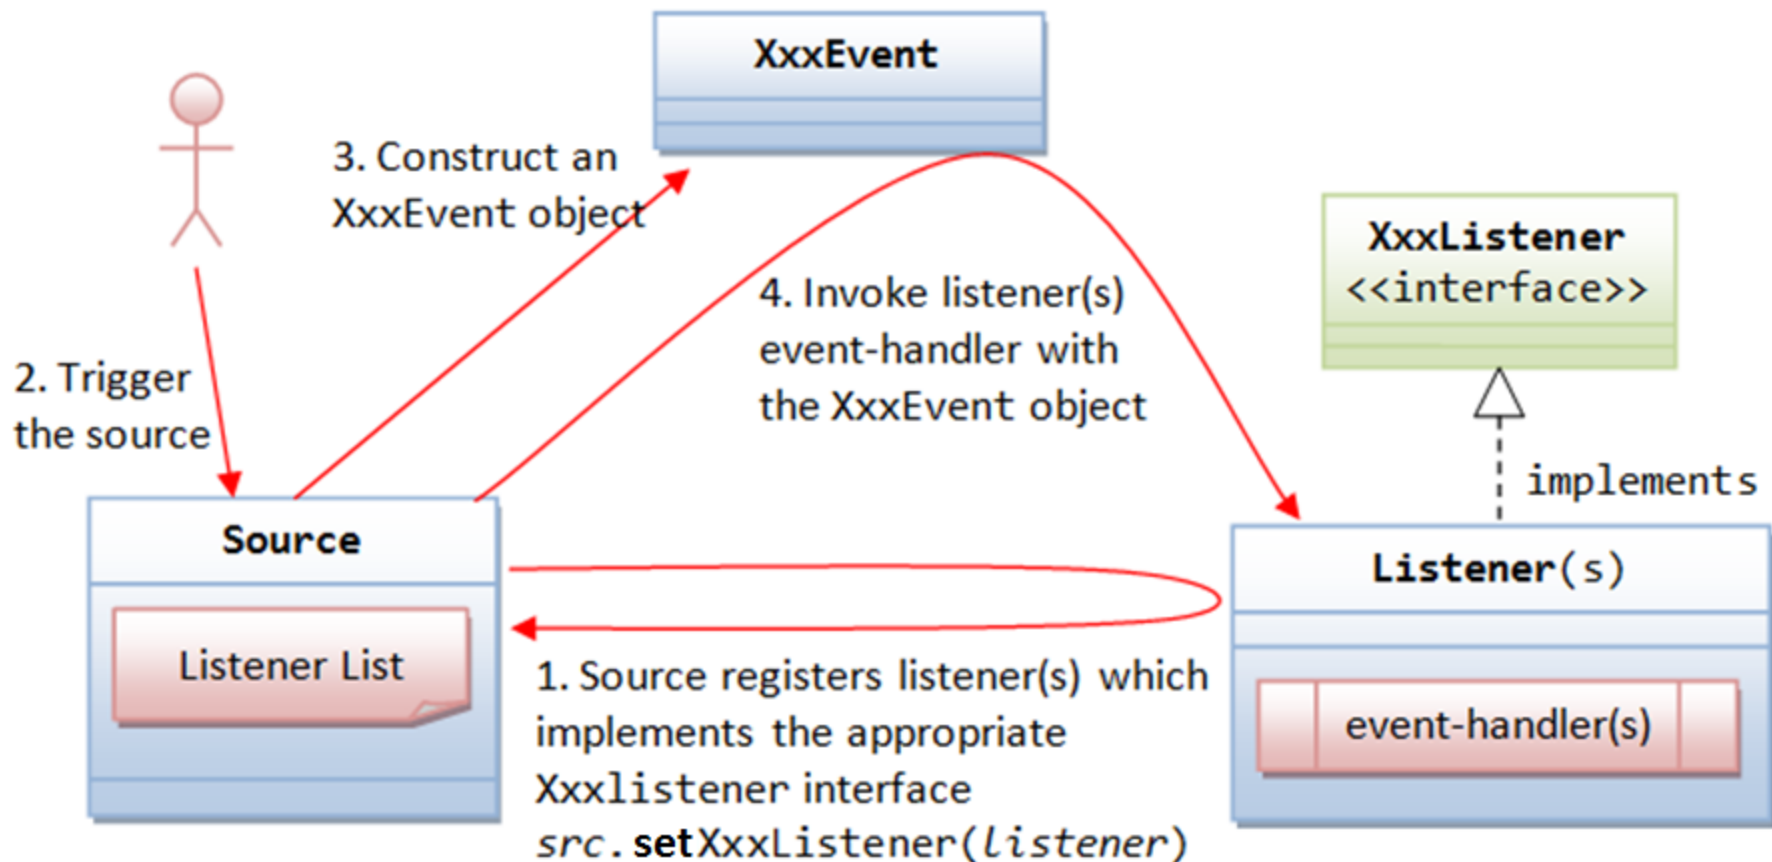 XxxEvent
3. Construct an
XxxEvent object
XxxListener
<<interface>>
4. Invoke listener(s)
event-handler with
the XxxEvent object
2. Trigger
the source
implements
Source
Listener(s)
Listener List
event-handler(s)
1. Source registers listener(s) which
implements the appropriate
Xxxlistener interface
src.setXxxListener(listener)